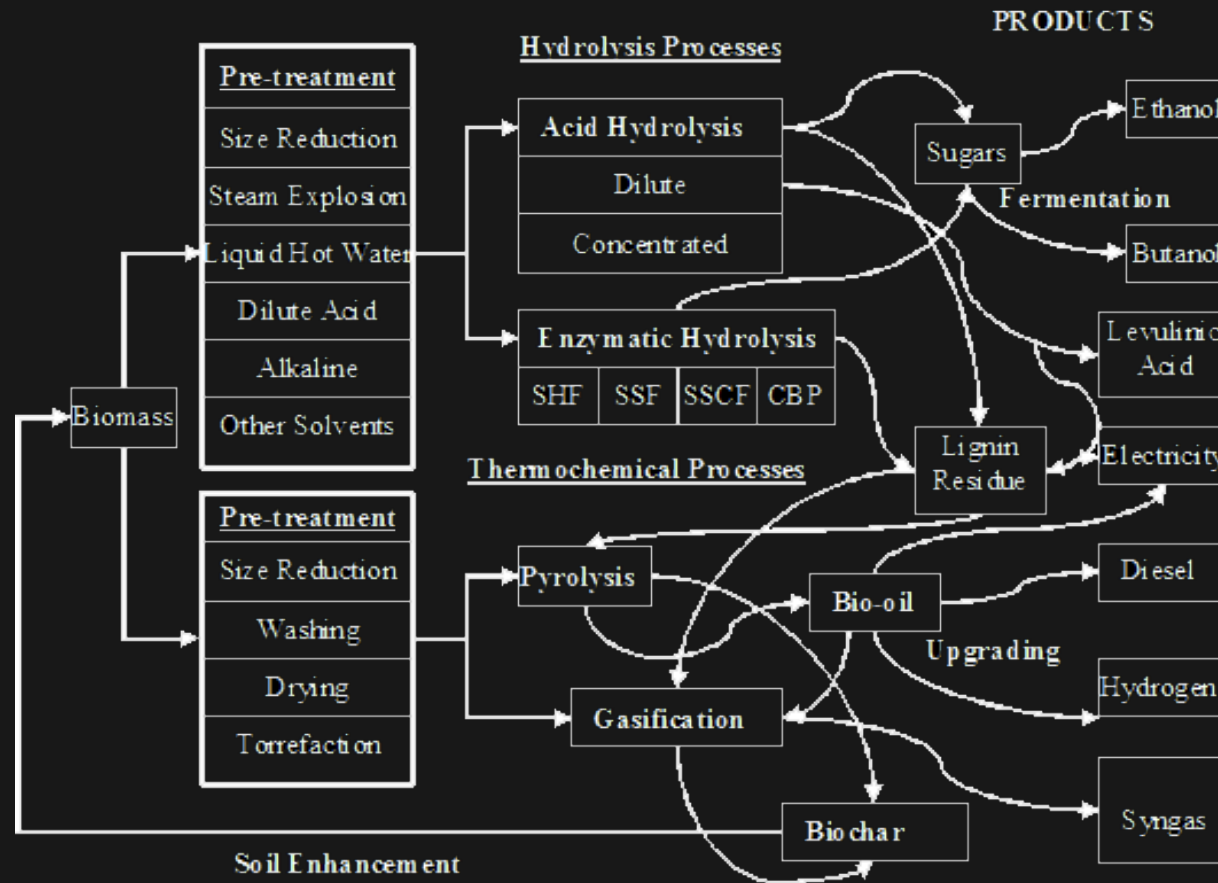 PRODUCTS
Hydrolysis Processes
Pre-treatment
Size Reduction
Steam Explosion
Liquid Hot Water
Dilute Acid
Alkaline
Other Solvents
Acid Hydrolysis
Dilute
Concentrated
Enzymatic Hydrolysis
SHF SSF SSCF CBP
Sugars
Fermentation
Ethanol
Butanol
Levulinic
Acid
Electricity
Lignin
Residue
Biomass
Thermochemical Processes
Pre-treatment
Size Reduction
Washing
Drying
Torrefaction
Pyrolysis
Gasification
Bio-oil
Upgrading
Diesel
Hydrogen
Syngas
Biochar
Soil Enhancement